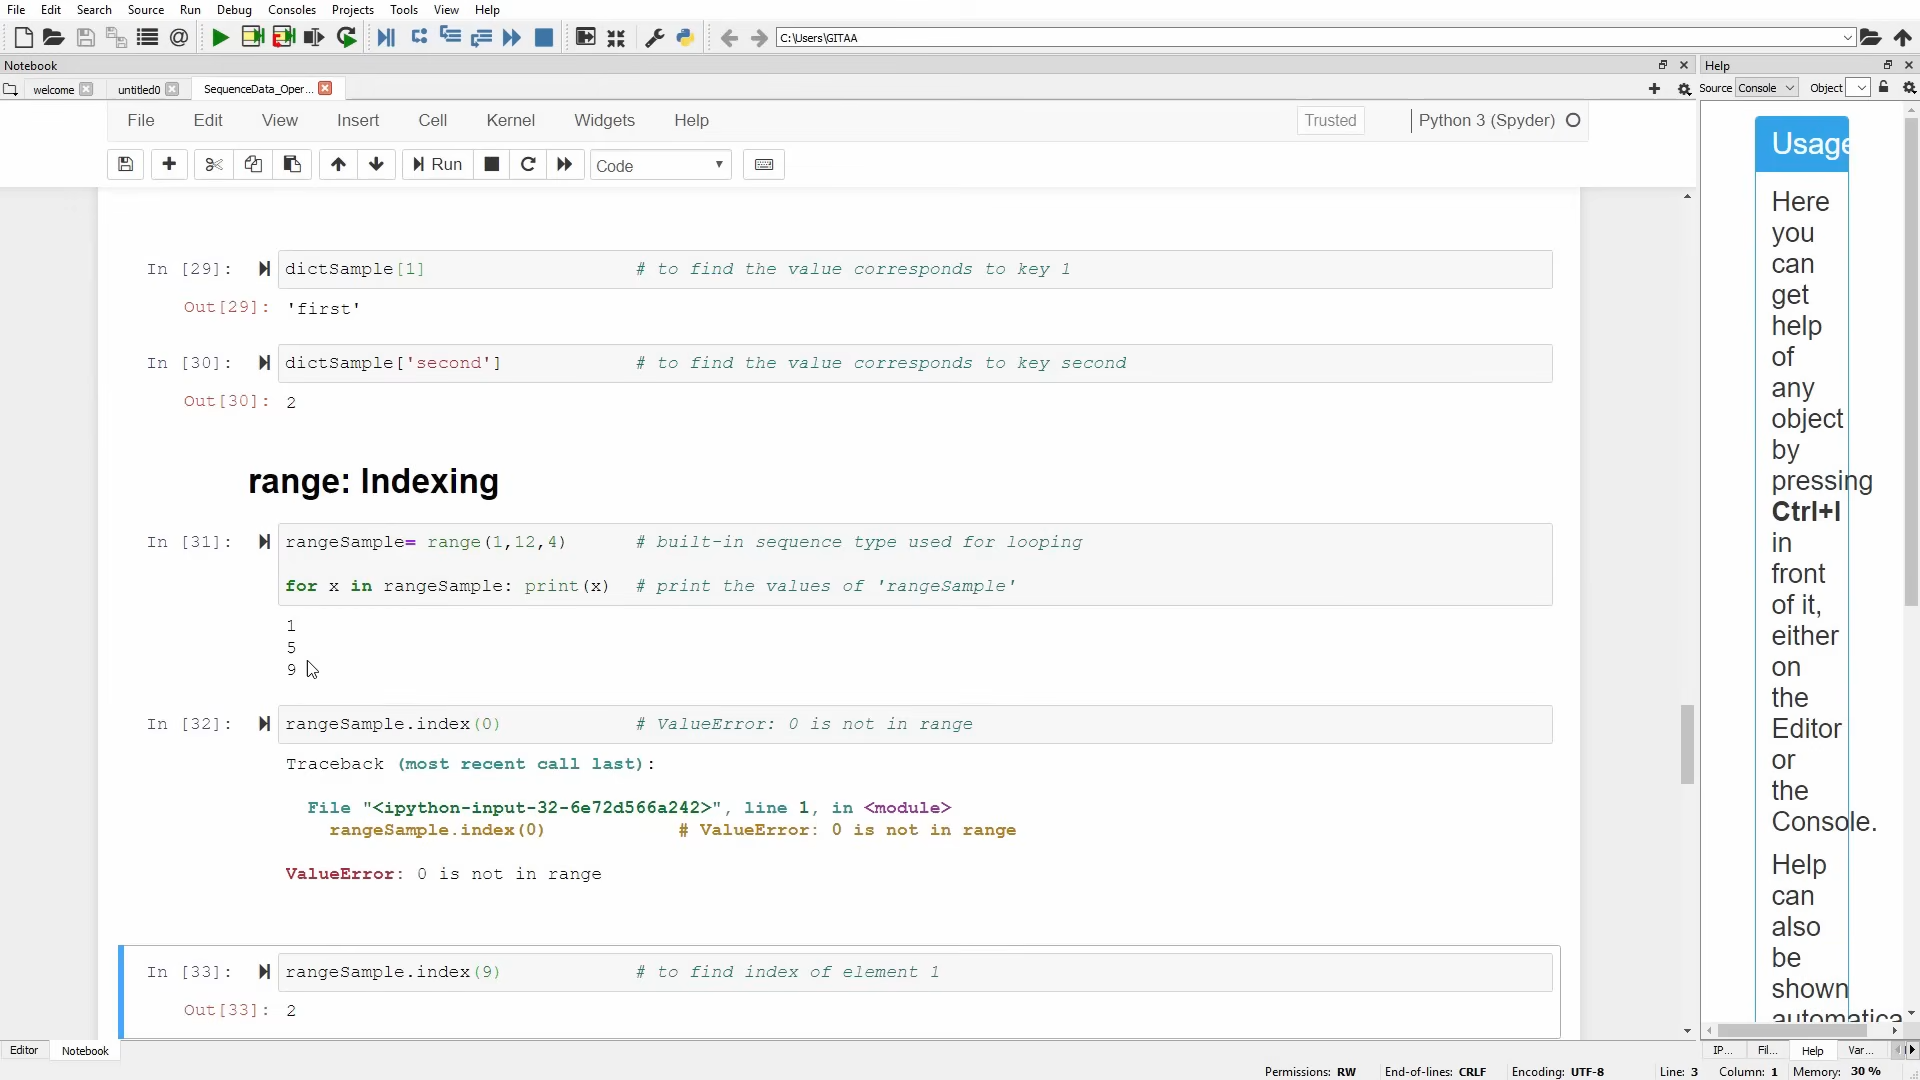 File Edit Search Source Run Debug Consoles Projects Tools View Help
C:\Users\GITAA
Notebook
Help
welcome untitled0 SequenceData_Oper...
Source Console Object
File Edit View Insert Cell Kernel Widgets Help
Trusted Python 3 (Spyder)
Run Code
In [29]: dictSample[1] # to find the value corresponds to key 1
Out[29]: 'first'
In [30]: dictSample['second'] # to find the value corresponds to key second
Out[30]: 2
range: Indexing
In [31]: rangeSample= range(1,12,4) # built-in sequence type used for looping
for x in rangeSample: print(x) # print the values of 'rangeSample'
1
5
9
In [32]: rangeSample.index(0) # ValueError: 0 is not in range
Traceback (most recent call last):
File "<ipython-input-32-6e72d566a242>", line 1, in <module>
rangeSample.index(0) # ValueError: 0 is not in range
ValueError: 0 is not in range
In [33]: rangeSample.index(9) # to find index of element 1
Out[33]: 2
Usage
Here
you
can
get
help
of
any
object
by
pressing
Ctrl+I
in
front
of it,
either
on
the
Editor
or
the
Console.
Help
can
also
be
shown
automatica
Editor Notebook
IP... Fil... Help Var...
Permissions: RW End-of-lines: CRLF Encoding: UTF-8 Line: 3 Column: 1 Memory: 30 %